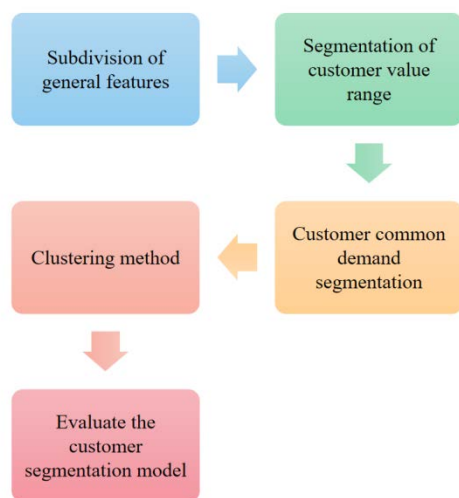 Subdivision of
general features
Segmentation of
customer value
range
Customer common
demand
segmentation
Clustering method
Evaluate the
customer
segmentation model